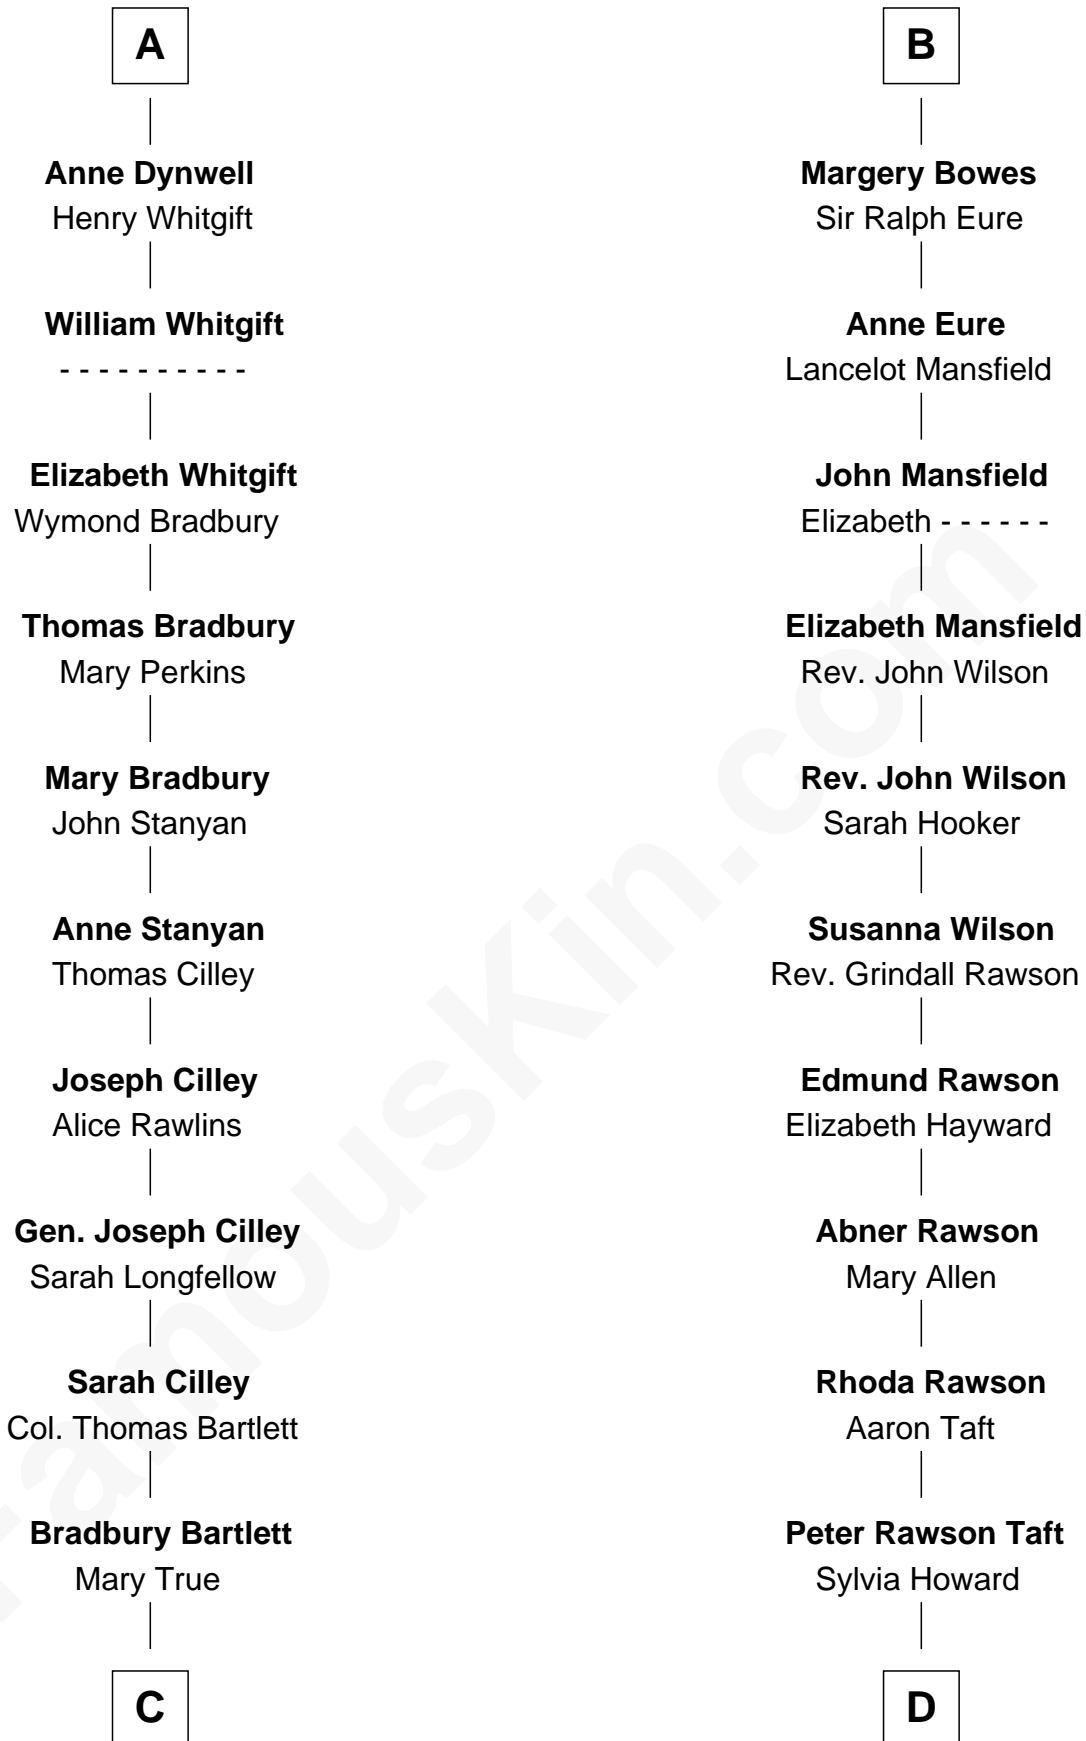 A
Anne Dynwell
Henry Whitgift
William Whitgift
- - - - - - - - - -
Elizabeth Whitgift
Wymond Bradbury
Thomas Bradbury
Mary Perkins
Mary Bradbury
John Stanyan
Anne Stanyan
Thomas Cilley
Joseph Cilley
Alice Rawlins
Gen. Joseph Cilley
Sarah Longfellow
Sarah Cilley
Col. Thomas Bartlett
Bradbury Bartlett
Mary True
C
B
Margery Bowes
Sir Ralph Eure
Anne Eure
Lancelot Mansfield
John Mansfield
Elizabeth - - - - - -
Elizabeth Mansfield
Rev. John Wilson
Rev. John Wilson
Sarah Hooker
Susanna Wilson
Rev. Grindall Rawson
Edmund Rawson
Elizabeth Hayward
Abner Rawson
Mary Allen
Rhoda Rawson
Aaron Taft
Peter Rawson Taft
Sylvia Howard
D
FamousKin.com